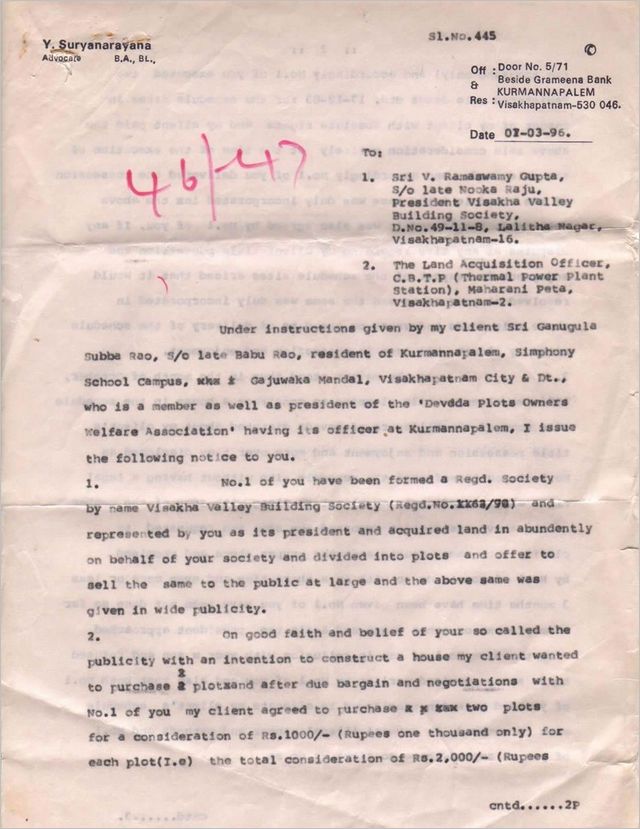 Sl.No.445
Y. Suryanarayana
Advocate B.A., BL.,
Off : Door No. 5/71
& Beside Grameena Bank
KURMANNAPALEM
Res : Visakhapatnam-530 046.
Date 01-03-96.
46/-47
To:
1. Sri V. Ramaswamy Gupta,
S/o late Nooka Raju,
President Visakha Valley
Building Society,
D.No.49-11-8, Lalitha Nagar,
Visakhapatnam-16.
2. The Land Acquisition Officer,
C.B.T.P (Thermal Power Plant
Station), Maharani Peta,
Visakhapatnam-2.
Under instructions given by my client Sri Ganugula
Subba Rao, S/o late Babu Rao, resident of Kurmannapalem, Simphony
School Campus, Gajuwaka Mandal, Visakhapatnam City & Dt.,
who is a member as well as president of the 'Devada Plots Owners
Welfare Association' having its officer at Kurmannapalem, I issue
the following notice to you.
1. No.1 of you have been formed a Regd. Society
by name Visakha Valley Building Society (Regd.No. and
represented by you as its president and acquired land in abundently
on behalf of your society and divided into plots and offer to
sell the same to the public at large and the above same was
given in wide publicity.
2. On good faith and belief of your so called the
publicity with an intention to construct a house my client wanted
to purchase 2 plots and after due bargain and negotiations with
No.1 of you my client agreed to purchase two plots
for a consideration of Rs.1000/- (Rupees one thousand only) for
each plot(I.e) the total consideration of Rs.2,000/- (Rupees
cntd......2P